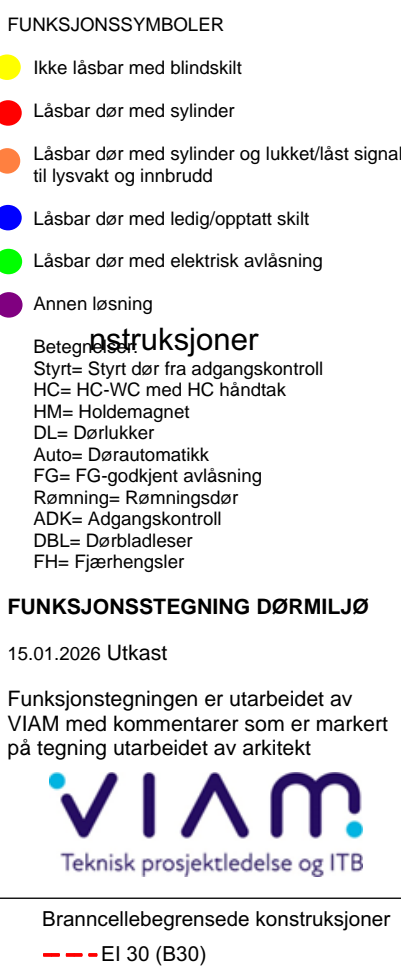 FUNKSJONSSYMBOLER
Ikke låsbar med blindskilt
Låsbar dør med sylinder
Låsbar dør med sylinder og lukket/låst signal
til lysvakt og innbrudd
Låsbar dør med ledig/opptatt skilt
Låsbar dør med elektrisk avlåsning
Annen løsning
nstruksjoner
Betegnelser:
Styrt= Styrt dør fra adgangskontroll
HC= HC-WC med HC håndtak
HM= Holdemagnet
DL= Dørlukker
Auto= Dørautomatikk
FG= FG-godkjent avlåsning
Rømning= Rømningsdør
ADK= Adgangskontroll
DBL= Dørbladleser
FH= Fjærhengsler
FUNKSJONSSTEGNING DØRMILJØ
15.01.2026 Utkast
Funksjonstegningen er utarbeidet av
VIAM med kommentarer som er markert
på tegning utarbeidet av arkitekt
VIAM
Teknisk prosjektledelse og ITB
Branncellebegrensede konstruksjoner
EI 30 (B30)